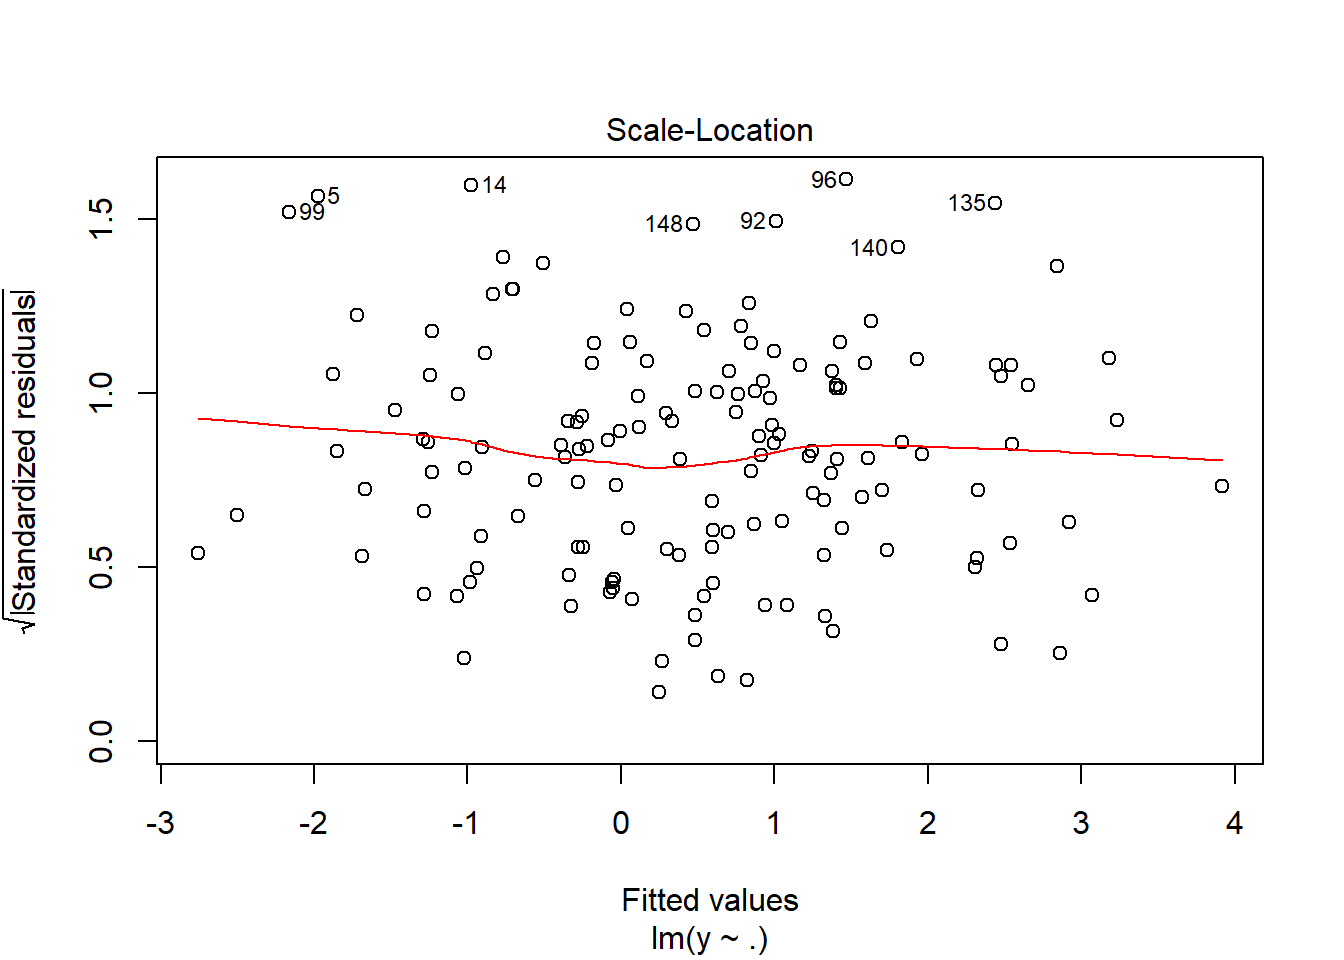 Scale-Location
√|Standardized residuals|
1.5
1.0
0.5
0.0
96
14
5
135
99
92
148
140
-3 -2 -1 0 1 2 3 4
Fitted values
lm(y ~ .)